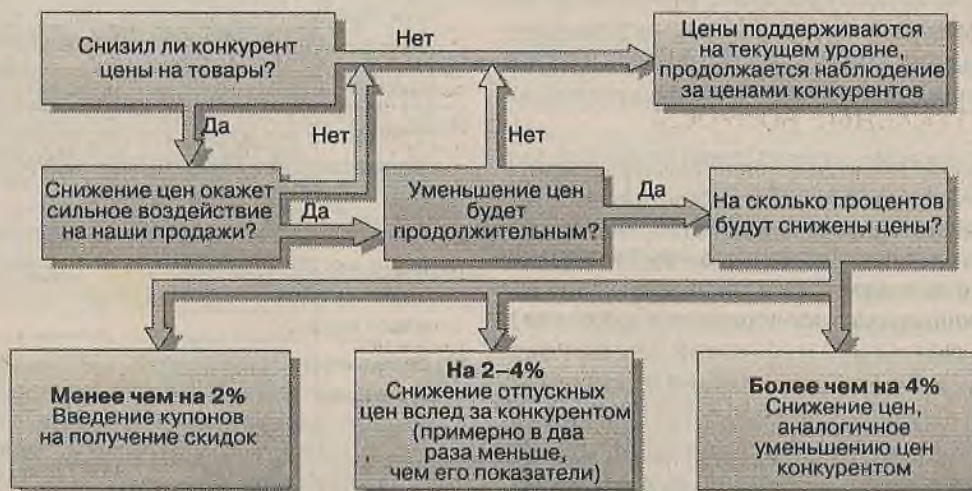 Снизил ли конкурент
цены на товары?
Нет
Цены поддерживаются
на текущем уровне,
продолжается наблюдение
за ценами конкурентов
Да
Нет
Нет
Снижение цен окажет
сильное воздействие
на наши продажи?
Да
Уменьшение цен
будет
продолжительным?
Да
На сколько процентов
будут снижены цены?
Менее чем на 2%
Введение купонов
на получение скидок
На 2–4%
Снижение отпускных
цен вслед за конкурентом
(примерно в два
раза меньше,
чем его показатели)
Более чем на 4%
Снижение цен,
аналогичное
уменьшению цен
конкурентом